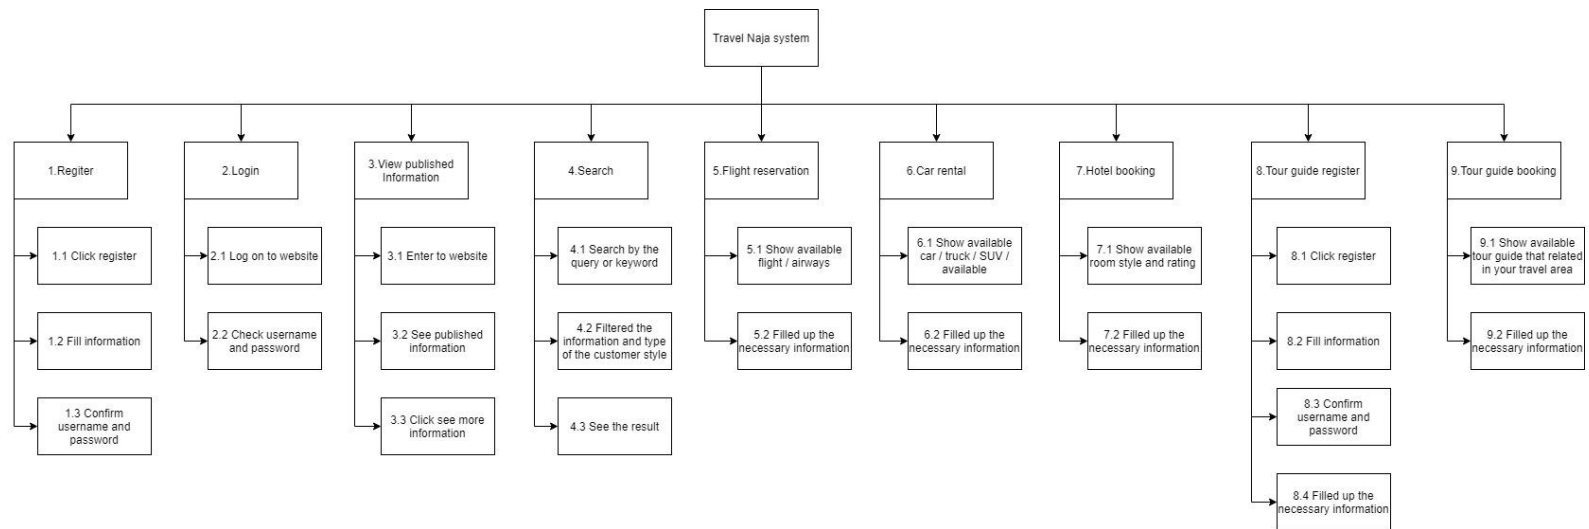 Travel Naja system
1.Regiter
2.Login
3.View published
Information
4.Search
5.Flight reservation
6.Car rental
7.Hotel booking
8.Tour guide register
9.Tour guide booking
1.1 Click register
1.2 Fill information
1.3 Confirm
username and
password
2.1 Log on to website
2.2 Check username
and password
3.1 Enter to website
3.2 See published
information
3.3 Click see more
information
4.1 Search by the
query or keyword
4.2 Filtered the
information and type
of the customer style
4.3 See the result
5.1 Show available
flight / airways
5.2 Filled up the
necessary information
6.1 Show available
car / truck / SUV /
available
6.2 Filled up the
necessary information
7.1 Show available
room style and rating
7.2 Filled up the
necessary information
8.1 Click register
8.2 Fill information
8.3 Confirm
username and
password
8.4 Filled up the
necessary information
9.1 Show available
tour guide that related
in your travel area
9.2 Filled up the
necessary information